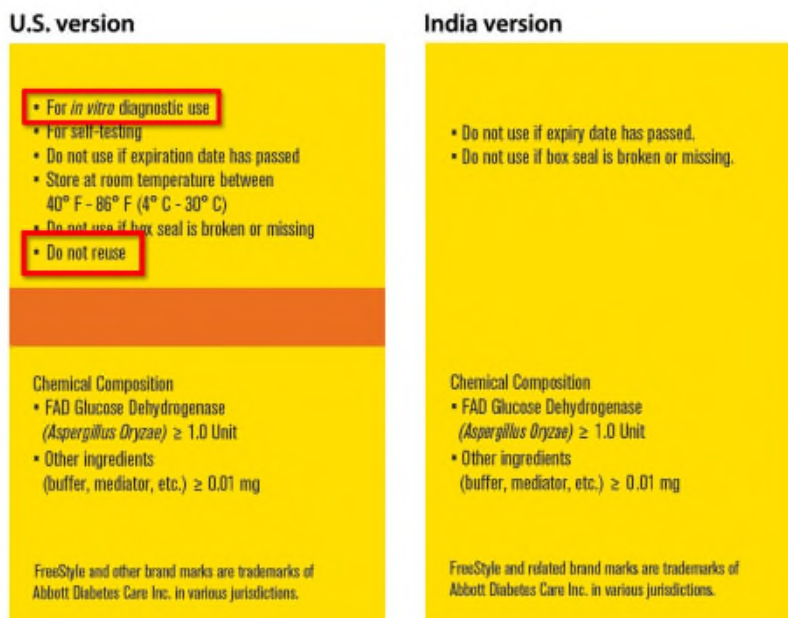 U.S. version
• For in vitro diagnostic use
• For self-testing
• Do not use if expiration date has passed
• Store at room temperature between
40° F - 86° F (4° C - 30° C)
• Do not use if box seal is broken or missing
• Do not reuse
Chemical Composition
• FAD Glucose Dehydrogenase
(Aspergillus Oryzae) ≥ 1.0 Unit
• Other ingredients
(buffer, mediator, etc.) ≥ 0.01 mg
FreeStyle and other brand marks are trademarks of
Abbott Diabetes Care Inc. in various jurisdictions.
India version
• Do not use if expiry date has passed.
• Do not use if box seal is broken or missing.
Chemical Composition
• FAD Glucose Dehydrogenase
(Aspergillus Oryzae) ≥ 1.0 Unit
• Other ingredients
(buffer, mediator, etc.) ≥ 0.01 mg
FreeStyle and related brand marks are trademarks of
Abbott Diabetes Care Inc. in various jurisdictions.